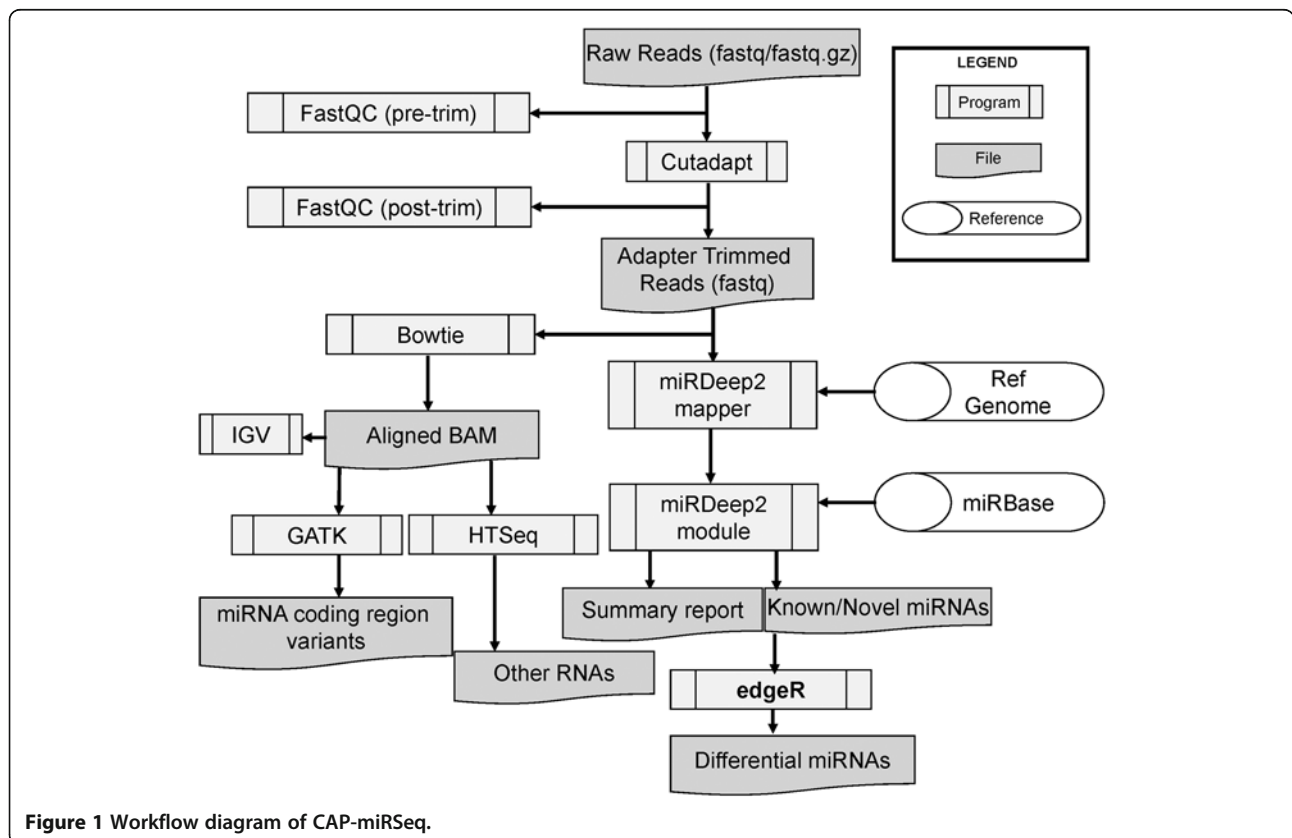 Raw Reads (fastq/fastq.gz)
LEGEND
Program
File
Reference
FastQC (pre-trim)
Cutadapt
FastQC (post-trim)
Adapter Trimmed
Reads (fastq)
Bowtie
miRDeep2
mapper
Ref
Genome
IGV
Aligned BAM
miRDeep2
module
miRBase
GATK
HTSeq
Summary report
Known/Novel miRNAs
miRNA coding region
variants
Other RNAs
edgeR
Differential miRNAs
Figure 1 Workflow diagram of CAP-miRSeq.